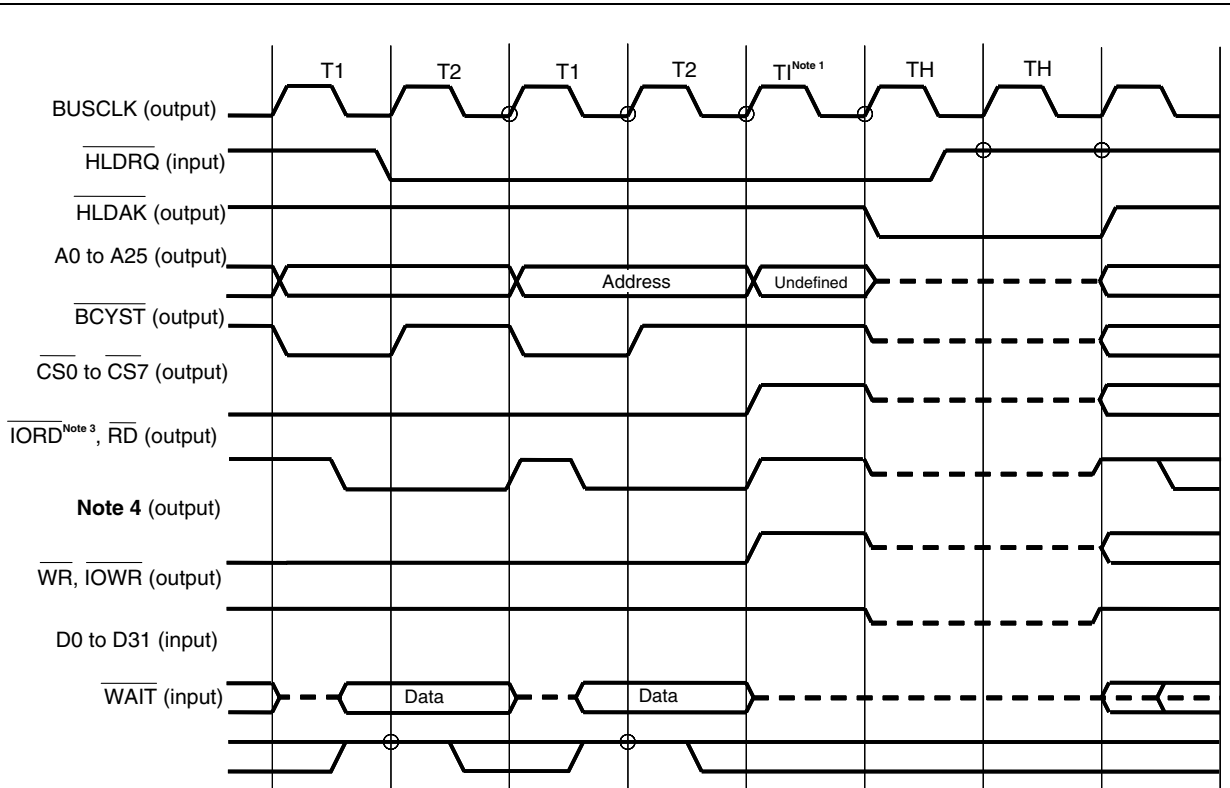 T1 T2 T1 T2 TI Note 1 TH TH
BUSCLK (output)
HLDRQ (input)
HLDAK (output)
A0 to A25 (output)
Address Undefined
BCYST (output)
CS0 to CS7 (output)
IORD Note 3, RD (output)
Note 4 (output)
WR, IOWR (output)
D0 to D31 (input)
WAIT (input)
Data Data